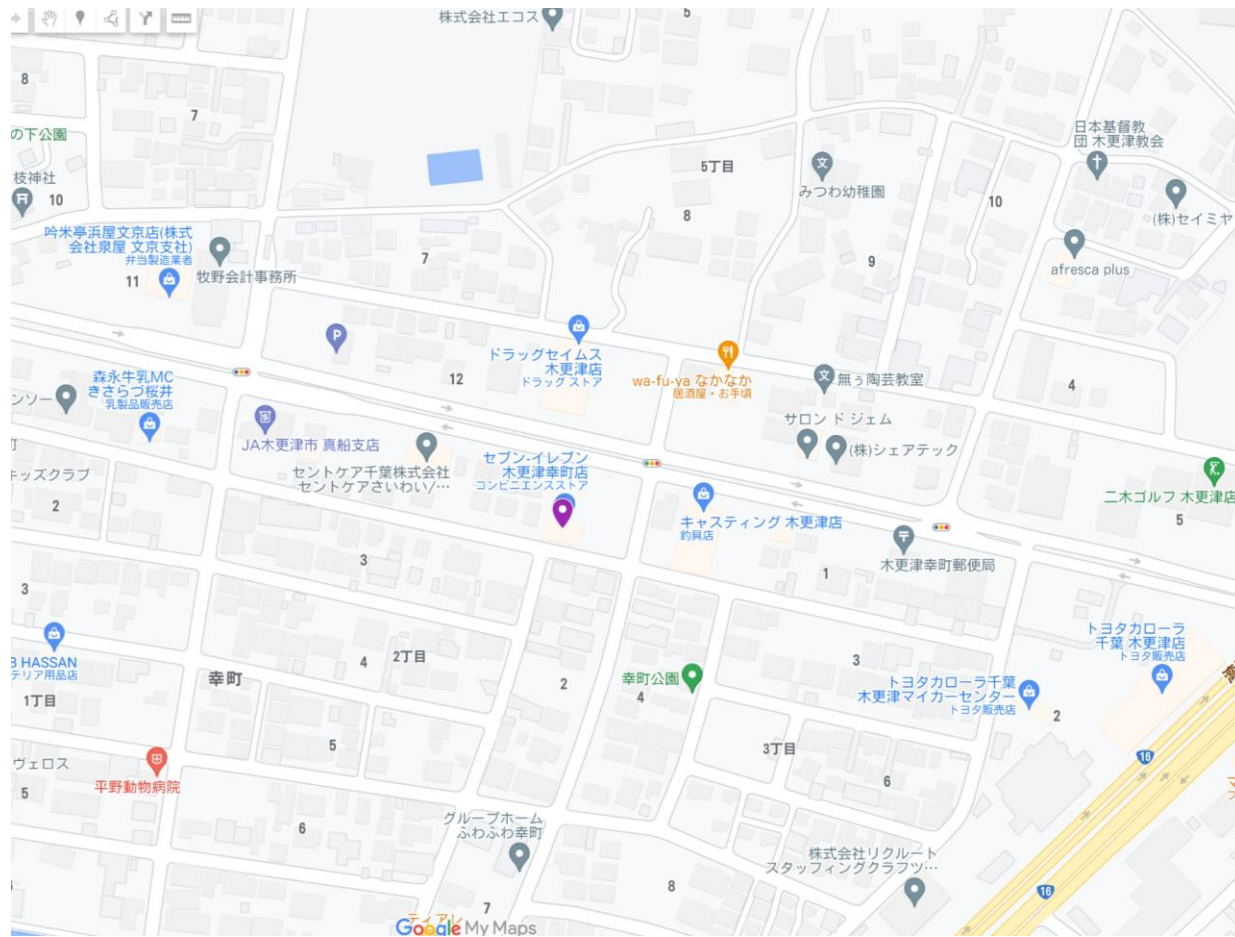 株式会社エコス
5
8
7
の下公園
日本基督教
団 木更津教会
5丁目
みつわ幼稚園
枝神社
10
10
(株)セイミヤ
8
吟米亭浜屋文京店(株式
会社泉屋 文京支社)
弁当製造業者
11
牧野会計事務所
7
9
afresca plus
P
ドラッグセイムス
木更津店
ドラッグ ストア
12
wa-fu-ya なかなか
居酒屋・お手頃
無ぅ陶芸教室
4
森永牛乳MC
きさらづ桜井
乳製品販売店
ンソー
サロン ド ジェム
(株)シェアテック
JA木更津市 真船支店
セントケア千葉株式会社
セントケアさいわい/…
セブン-イレブン
木更津幸町店
コンビニエンスストア
町
キッズクラブ
2
キャスティング 木更津店
釣具店
二木ゴルフ 木更津店
5
木更津幸町郵便局
3
1
3
トヨタカローラ
千葉 木更津店
トヨタ販売店
B HASSAN
テリア用品店
4
2丁目
3
幸町
2
幸町公園
4
トヨタカローラ千葉
木更津マイカーセンター
トヨタ販売店
2
1丁目
5
3丁目
16
ヴェロス
平野動物病院
5
6
6
グループホーム
ふわふわ幸町
株式会社リクルート
スタッフィングクラフツ…
16
8
7
ティアレ
Google My Maps